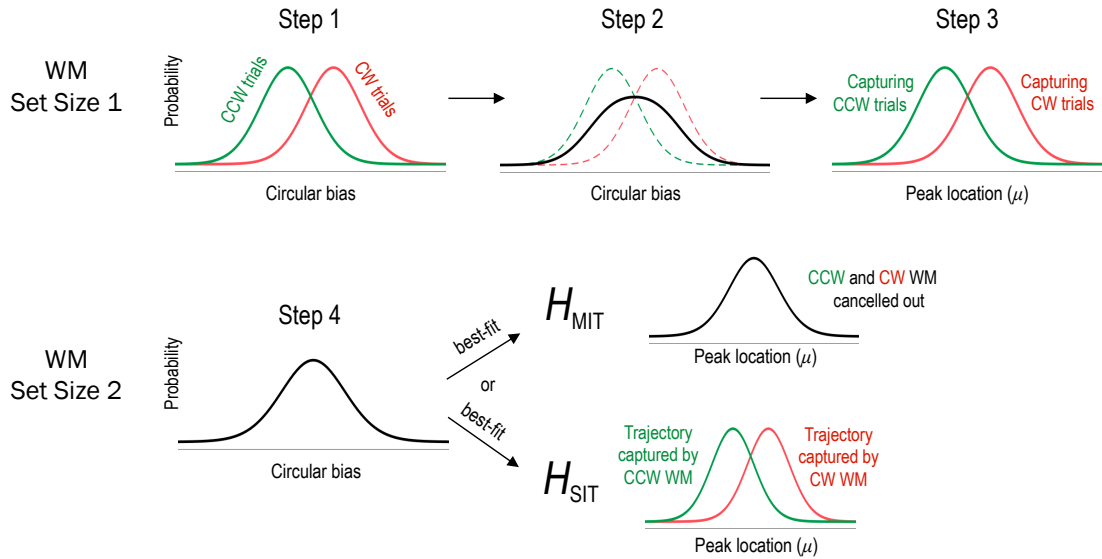 Step 1
Step 2
Step 3
WM
Set Size 1
Probability
CCW trials
CW trials
Circular bias
Circular bias
Capturing
CCW trials
Capturing
CW trials
Peak location (μ)
WM
Set Size 2
Step 4
Probability
Circular bias
best-fit
or
best-fit
HMIT
CCW and CW WM
cancelled out
Peak location (μ)
HSIT
Trajectory
captured by
CCW WM
Trajectory
captured by
CW WM
Peak location (μ)